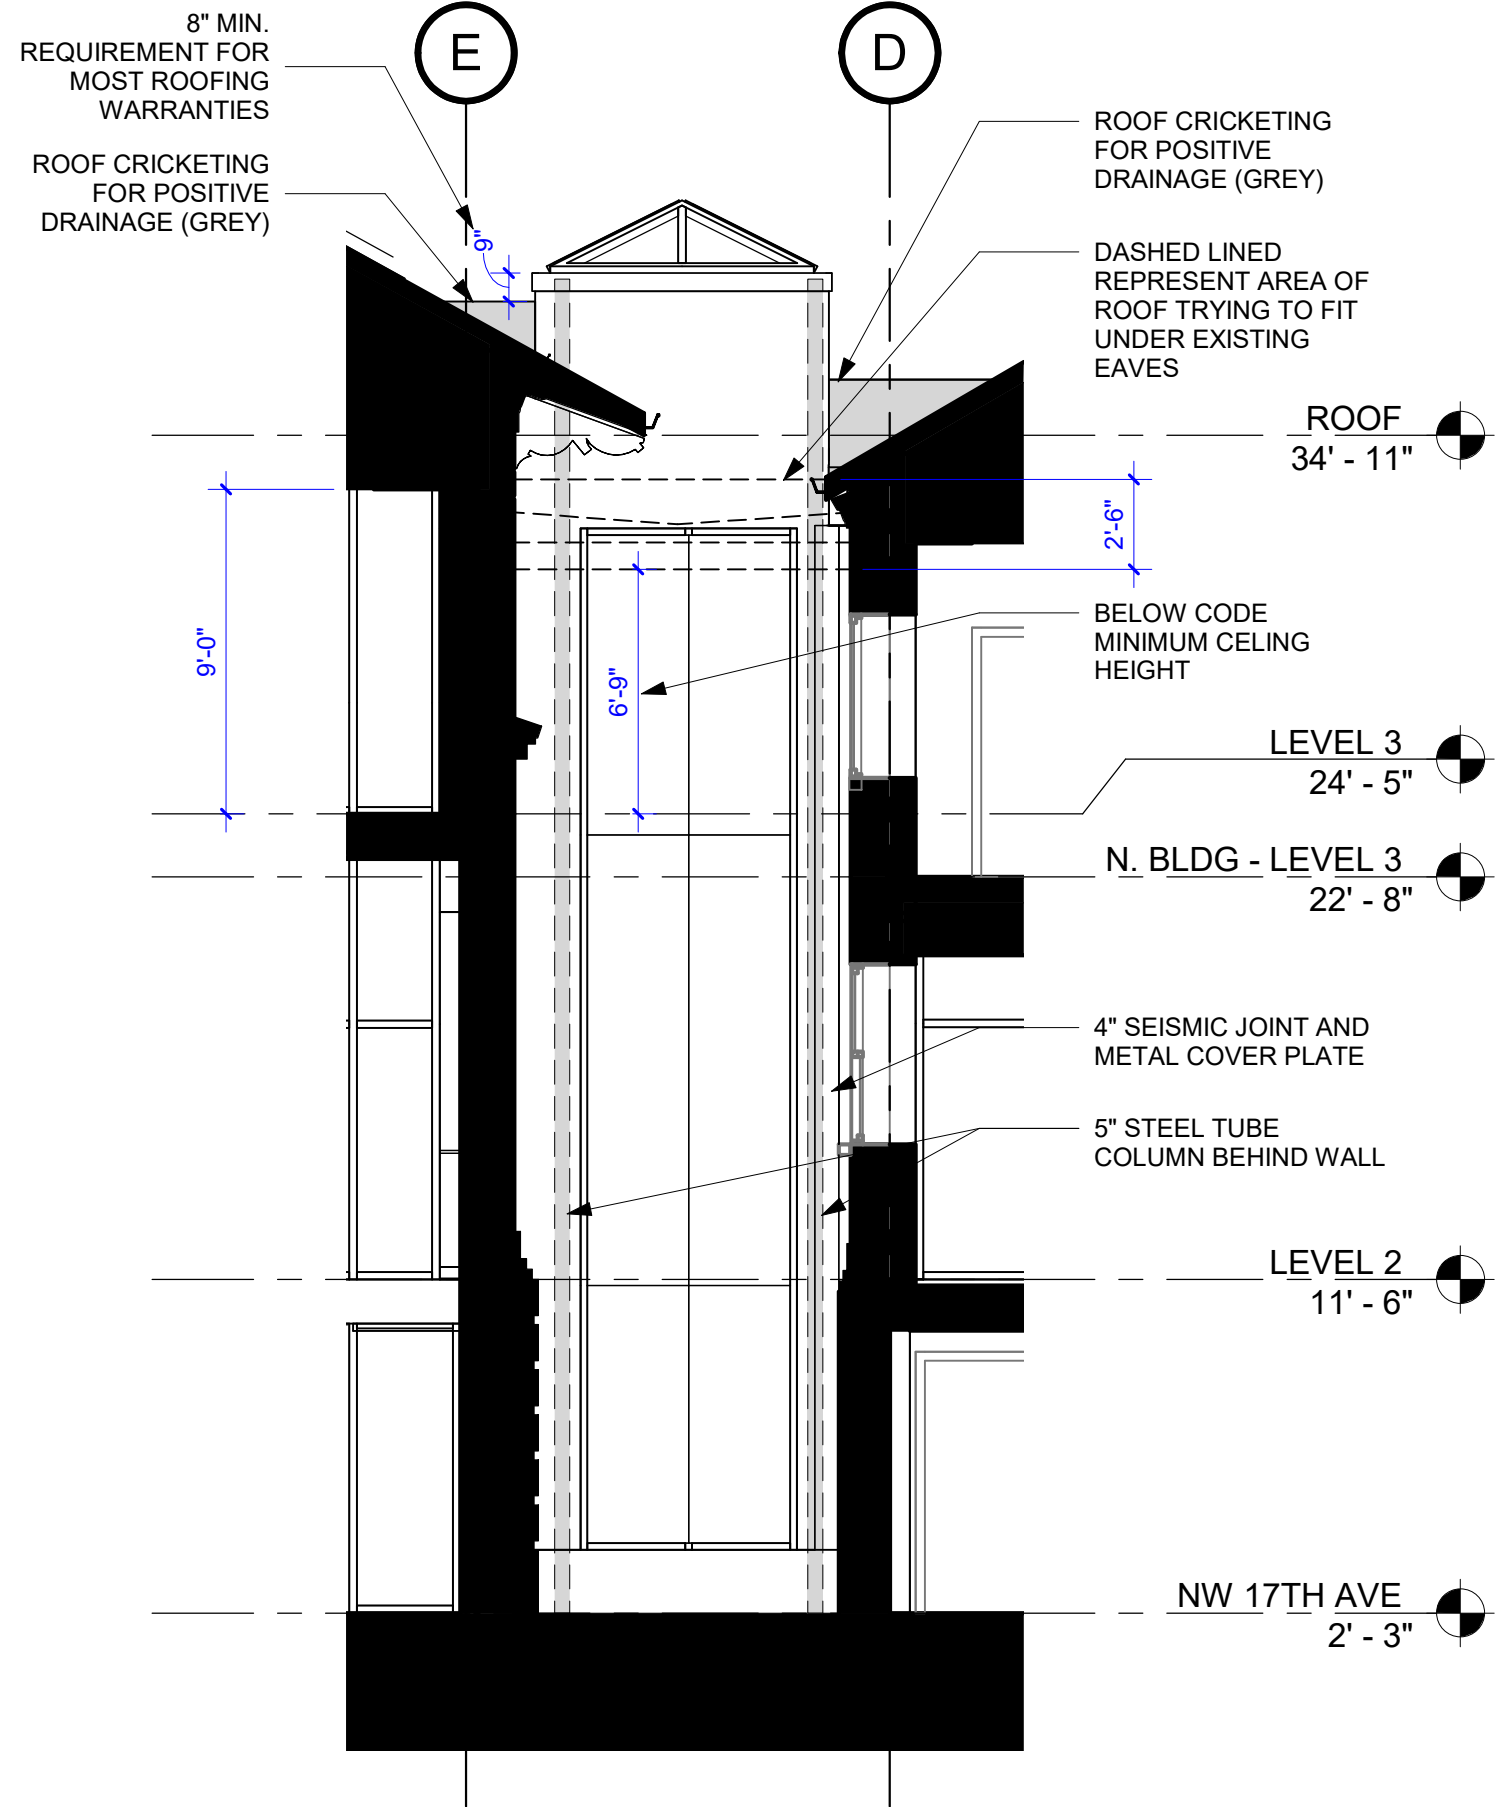 8" MIN.
REQUIREMENT FOR
MOST ROOFING
WARRANTIES
E
D
ROOF CRICKETING
FOR POSITIVE
DRAINAGE (GREY)
ROOF CRICKETING
FOR POSITIVE
DRAINAGE (GREY)
9"
DASHED LINED
REPRESENT AREA OF
ROOF TRYING TO FIT
UNDER EXISTING
EAVES
ROOF
34' - 11"
2'-6"
9'-0"
6'-9"
BELOW CODE
MINIMUM CELING
HEIGHT
LEVEL 3
24' - 5"
N. BLDG - LEVEL 3
22' - 8"
4" SEISMIC JOINT AND
METAL COVER PLATE
5" STEEL TUBE
COLUMN BEHIND WALL
LEVEL 2
11' - 6"
NW 17TH AVE
2' - 3"